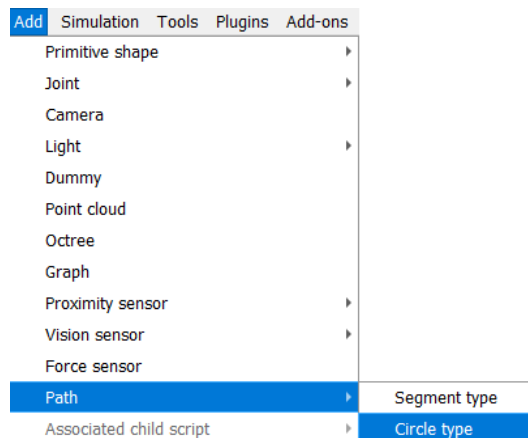 Add Simulation Tools Plugins Add-ons
Primitive shape
Joint
Camera
Light
Dummy
Point cloud
Octree
Graph
Proximity sensor
Vision sensor
Force sensor
Path Segment type
Associated child script Circle type